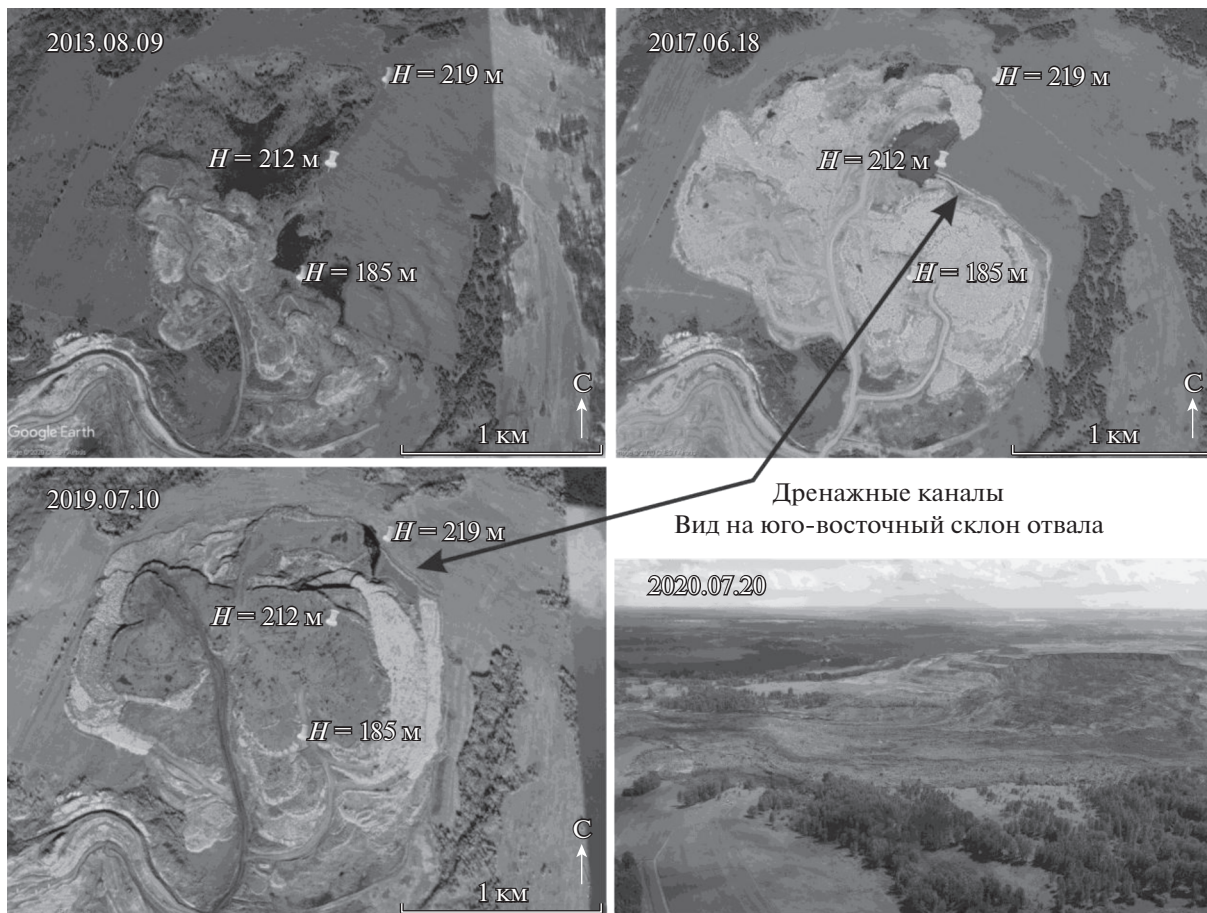 2013.08.09
H = 219 м
H = 212 м
H = 185 м
С
Google Earth
1 км
2017.06.18
H = 219 м
H = 212 м
H = 185 м
С
1 км
2019.07.10
H = 219 м
H = 212 м
H = 185 м
С
1 км
Дренажные каналы
Вид на юго-восточный склон отвала
2020.07.20